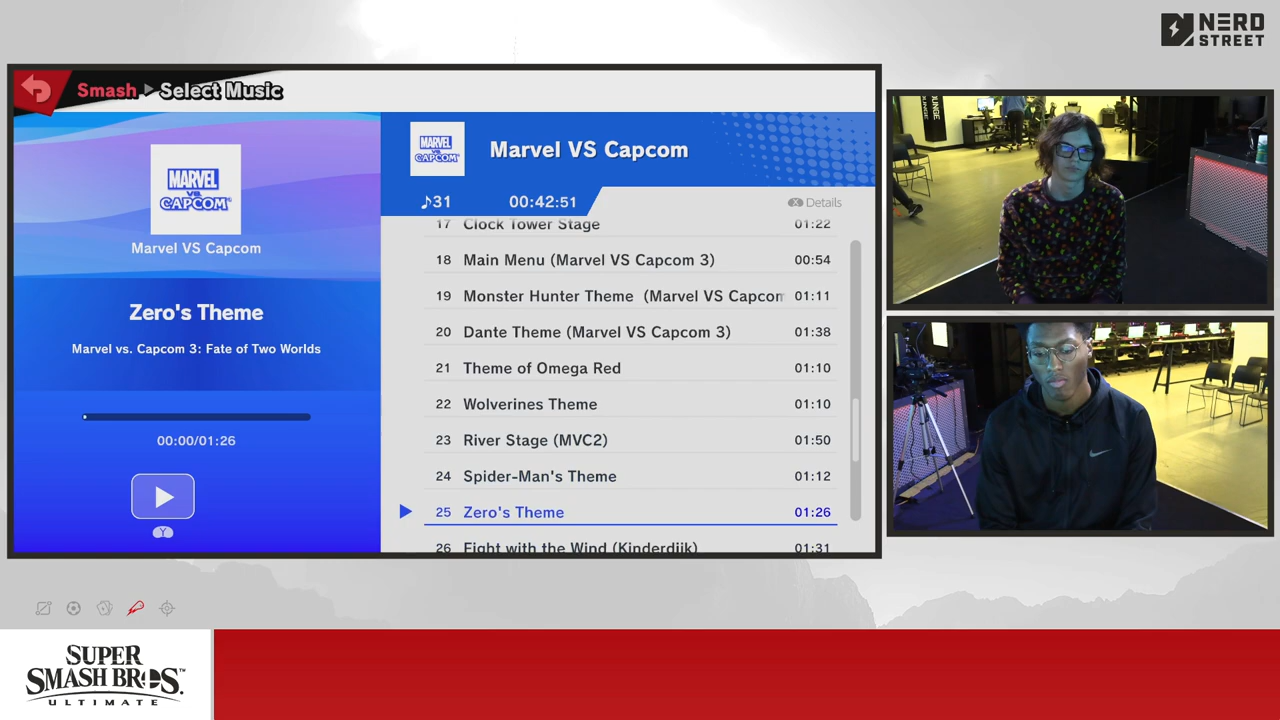 NERD
STREET
Smash ▶ Select Music
MARVEL
VS.
CAPCOM
Marvel VS Capcom
Zero's Theme
Marvel vs. Capcom 3: Fate of Two Worlds
00:00/01:26
Y
MARVEL
VS.
CAPCOM
Marvel VS Capcom
♪31 00:42:51
X Details
17 Clock Tower Stage 01:22
18 Main Menu (Marvel VS Capcom 3) 00:54
19 Monster Hunter Theme (Marvel VS Capcom 01:11
20 Dante Theme (Marvel VS Capcom 3) 01:38
21 Theme of Omega Red 01:10
22 Wolverines Theme 01:10
23 River Stage (MVC2) 01:50
24 Spider-Man's Theme 01:12
25 Zero's Theme 01:26
26 Fight with the Wind (Kinderdijk) 01:31
SUPER
SMASH BROS.™
ULTIMATE